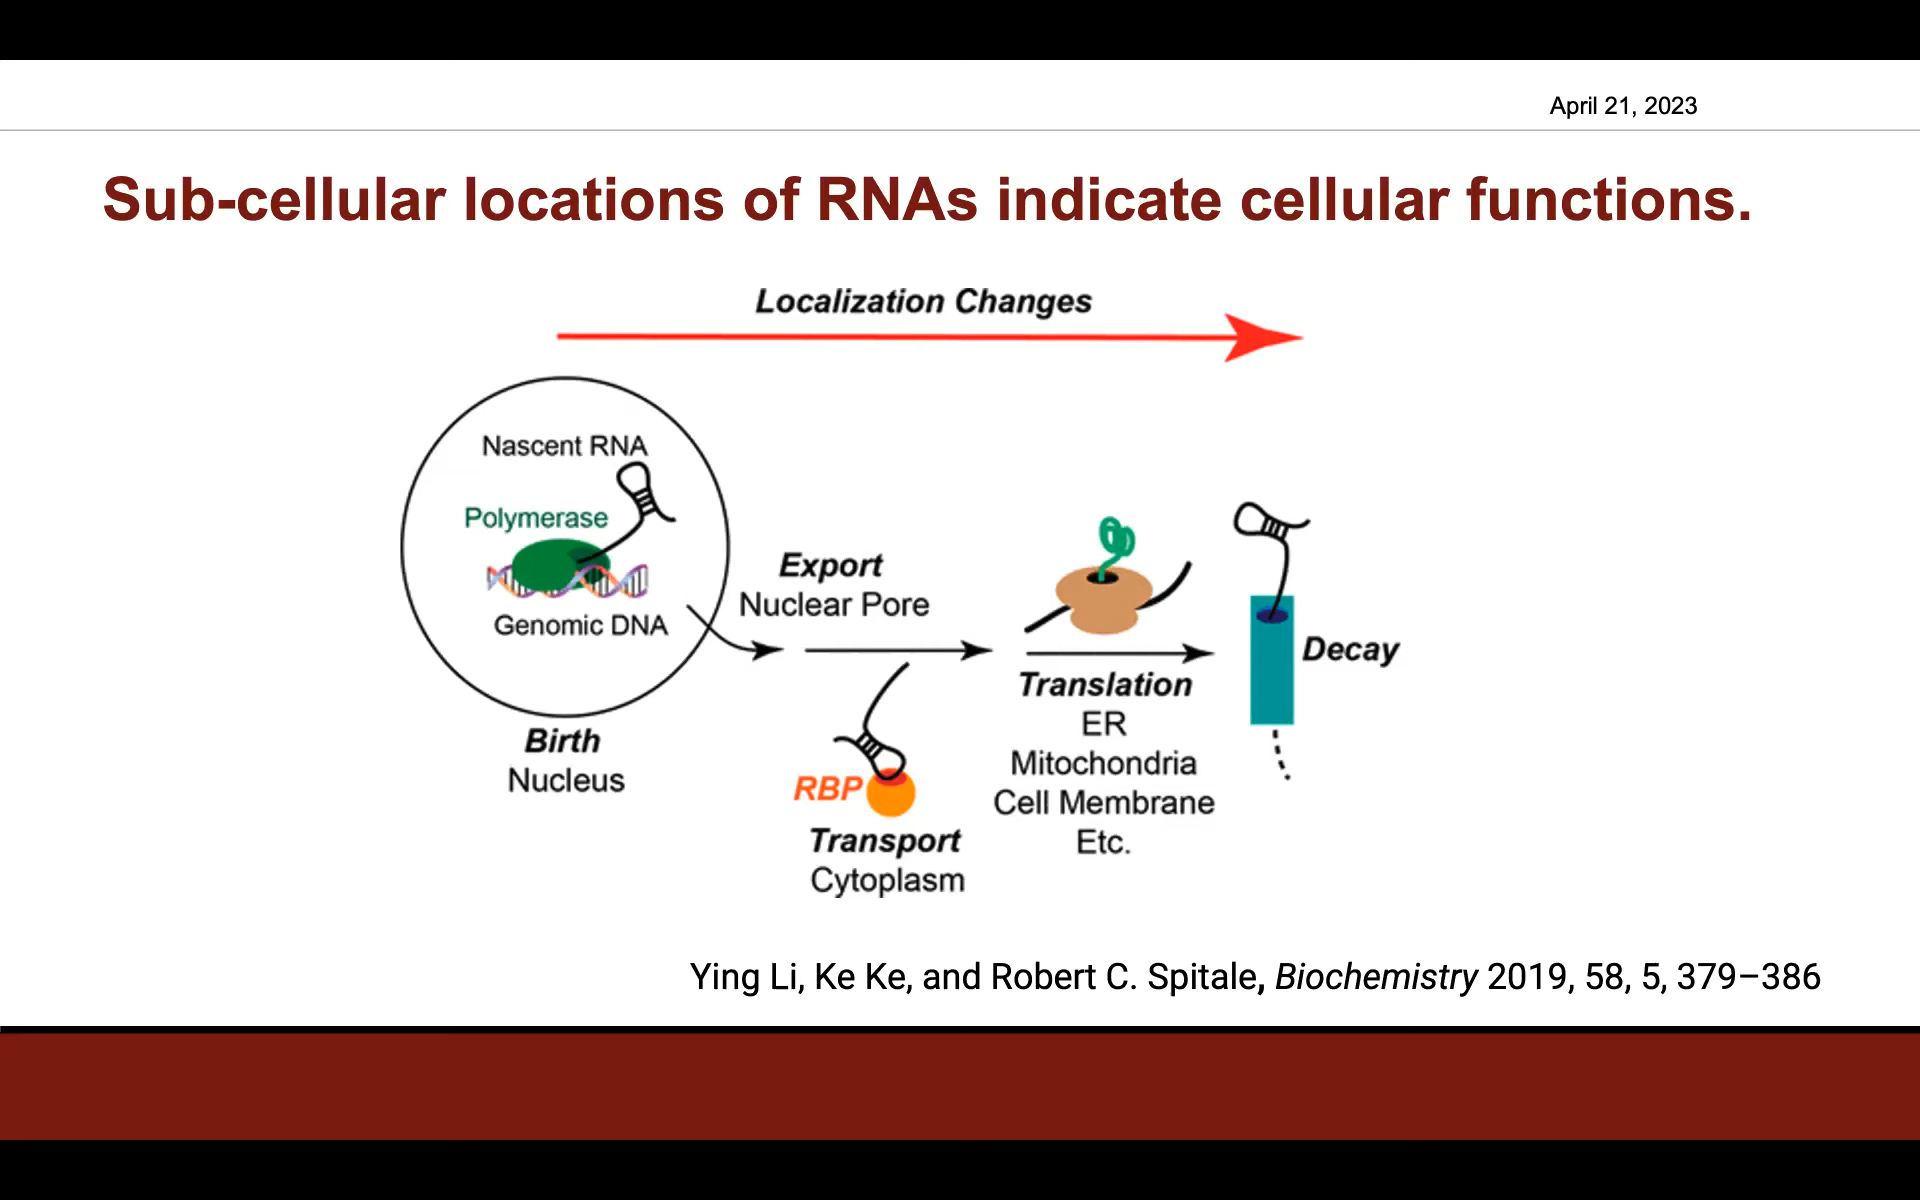 April 21, 2023
Sub-cellular locations of RNAs indicate cellular functions.
Localization Changes
Nascent RNA
Polymerase
Genomic DNA
Birth
Nucleus
Export
Nuclear Pore
RBP
Transport
Cytoplasm
Translation
ER
Mitochondria
Cell Membrane
Etc.
Decay
Ying Li, Ke Ke, and Robert C. Spitale, Biochemistry 2019, 58, 5, 379–386